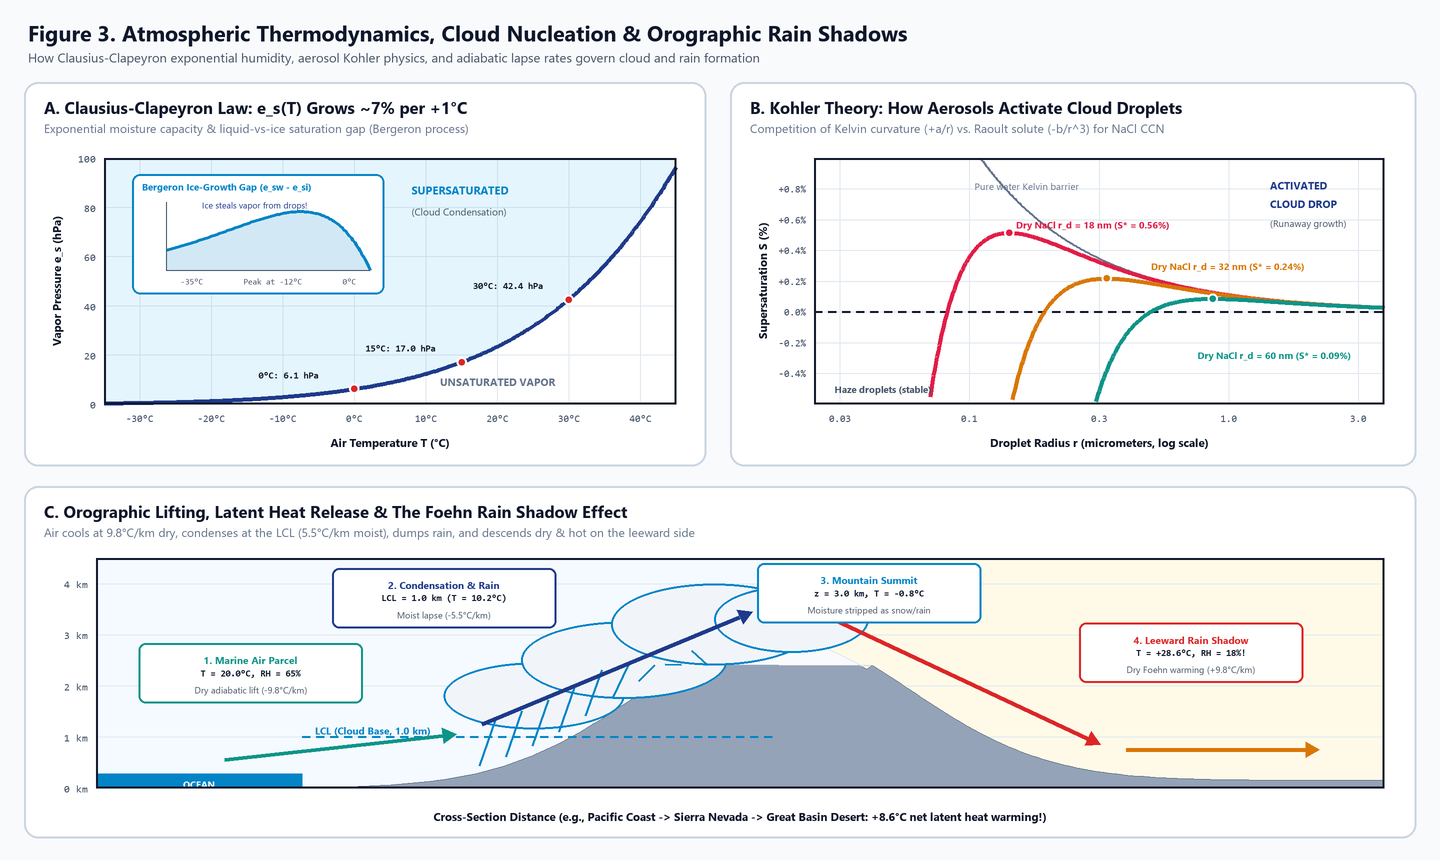 Figure 3. Atmospheric Thermodynamics, Cloud Nucleation & Orographic Rain Shadows
How Clausius-Clapeyron exponential humidity, aerosol Kohler physics, and adiabatic lapse rates govern cloud and rain formation
A. Clausius-Clapeyron Law: e_s(T) Grows ~7% per +1°C
Exponential moisture capacity & liquid-vs-ice saturation gap (Bergeron process)
Vapor Pressure e_s (hPa)
100
80
60
40
20
0
Bergeron Ice-Growth Gap (e_sw - e_si)
Ice steals vapor from drops!
-35°C
Peak at -12°C
0°C
SUPERSATURATED
(Cloud Condensation)
30°C: 42.4 hPa
15°C: 17.0 hPa
0°C: 6.1 hPa
UNSATURATED VAPOR
-30°C
-20°C
-10°C
0°C
10°C
20°C
30°C
40°C
Air Temperature T (°C)
B. Kohler Theory: How Aerosols Activate Cloud Droplets
Competition of Kelvin curvature (+a/r) vs. Raoult solute (-b/r^3) for NaCl CCN
Supersaturation S (%)
+0.8%
+0.6%
+0.4%
+0.2%
0.0%
-0.2%
-0.4%
Pure water Kelvin barrier
ACTIVATED
CLOUD DROP
(Runaway growth)
Dry NaCl r_d = 18 nm (S* = 0.56%)
Dry NaCl r_d = 32 nm (S* = 0.24%)
Dry NaCl r_d = 60 nm (S* = 0.09%)
Haze droplets (stable)
0.03
0.1
0.3
1.0
3.0
Droplet Radius r (micrometers, log scale)
C. Orographic Lifting, Latent Heat Release & The Foehn Rain Shadow Effect
Air cools at 9.8°C/km dry, condenses at the LCL (5.5°C/km moist), dumps rain, and descends dry & hot on the leeward side
4 km
3 km
2 km
1 km
0 km
1. Marine Air Parcel
T = 20.0°C, RH = 65%
Dry adiabatic lift (-9.8°C/km)
2. Condensation & Rain
LCL = 1.0 km (T = 10.2°C)
Moist lapse (-5.5°C/km)
3. Mountain Summit
z = 3.0 km, T = -0.8°C
Moisture stripped as snow/rain
4. Leeward Rain Shadow
T = +28.6°C, RH = 18%!
Dry Foehn warming (+9.8°C/km)
LCL (Cloud Base, 1.0 km)
OCEAN
Cross-Section Distance (e.g., Pacific Coast -> Sierra Nevada -> Great Basin Desert: +8.6°C net latent heat warming!)